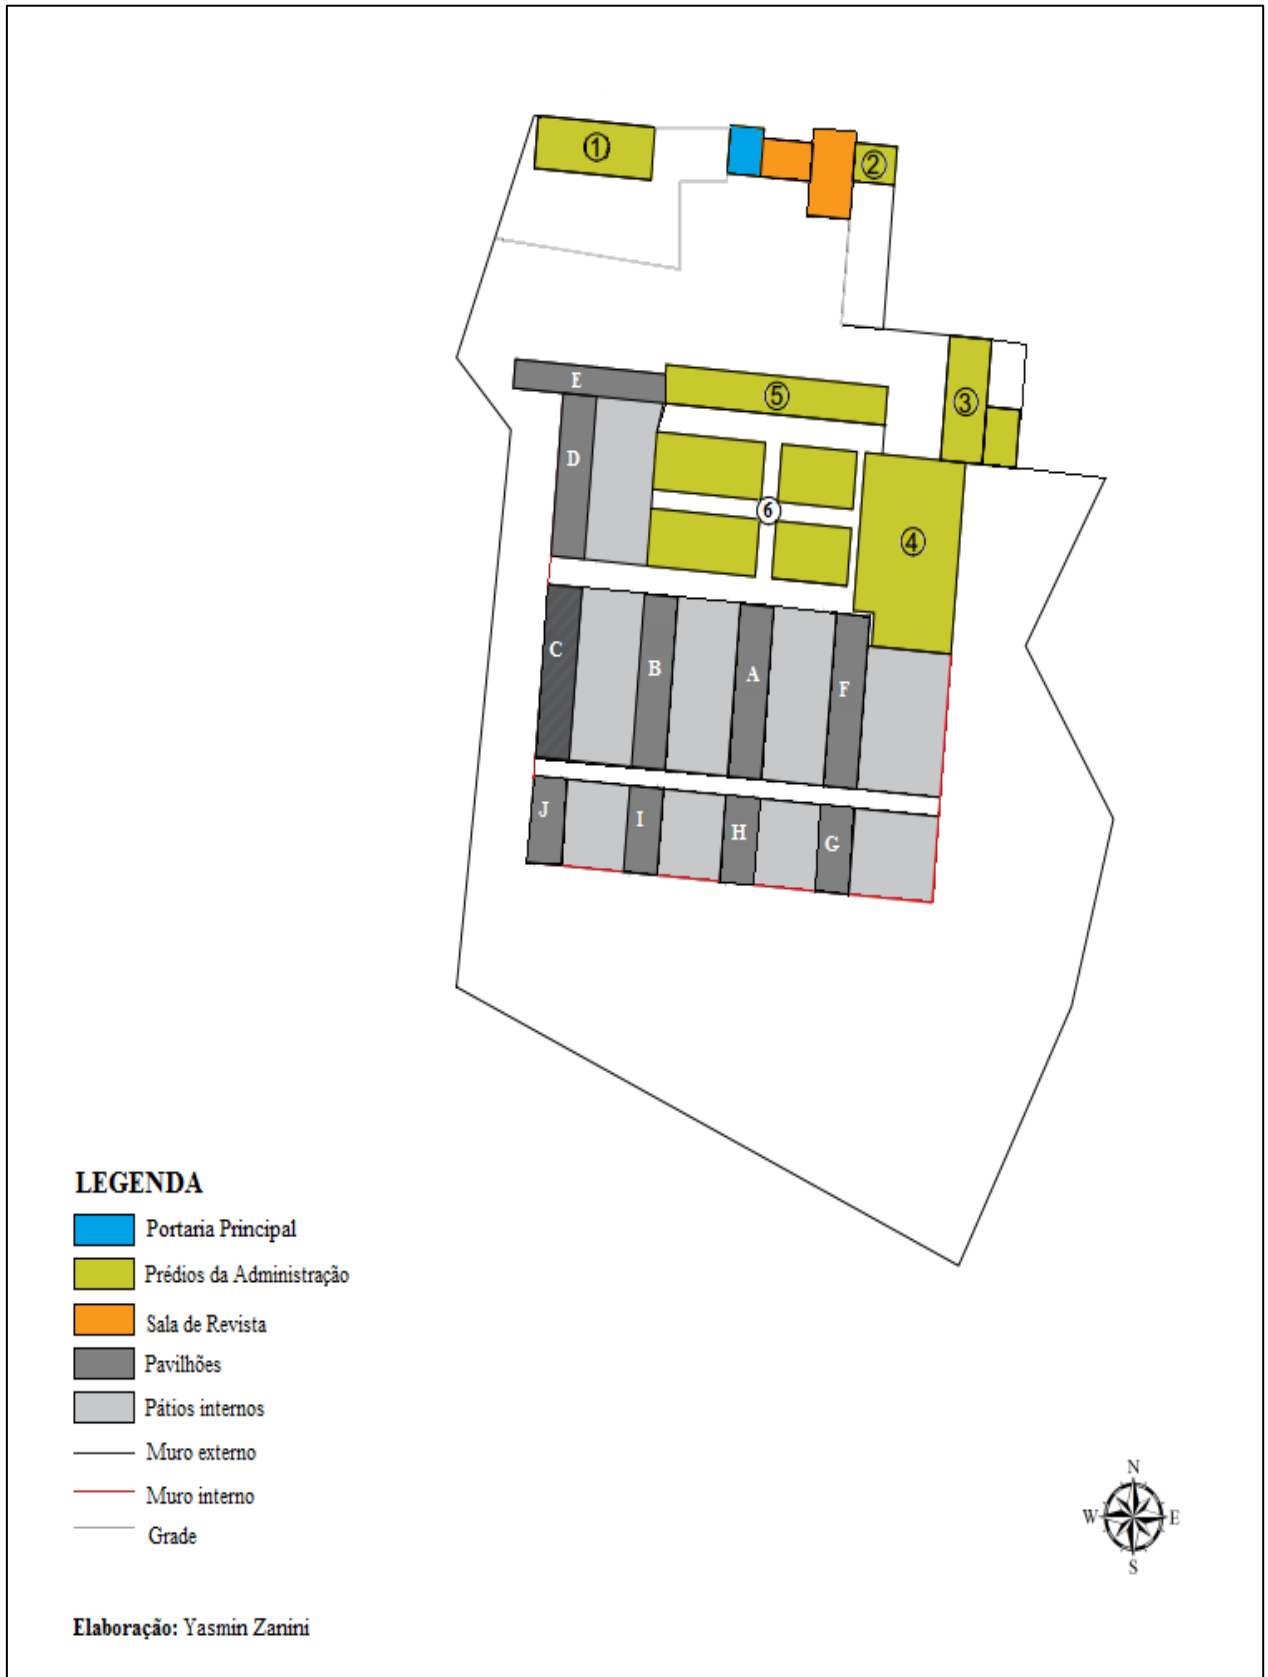 1
2
3
E
5
D
6
4
C
B
A
F
J
I
H
G
LEGENDA
Portaria Principal
Prédios da Administração
Sala de Revista
Pavilhões
Pátios internos
Muro externo
Muro interno
Grade
N
W E
S
Elaboração: Yasmin Zanini